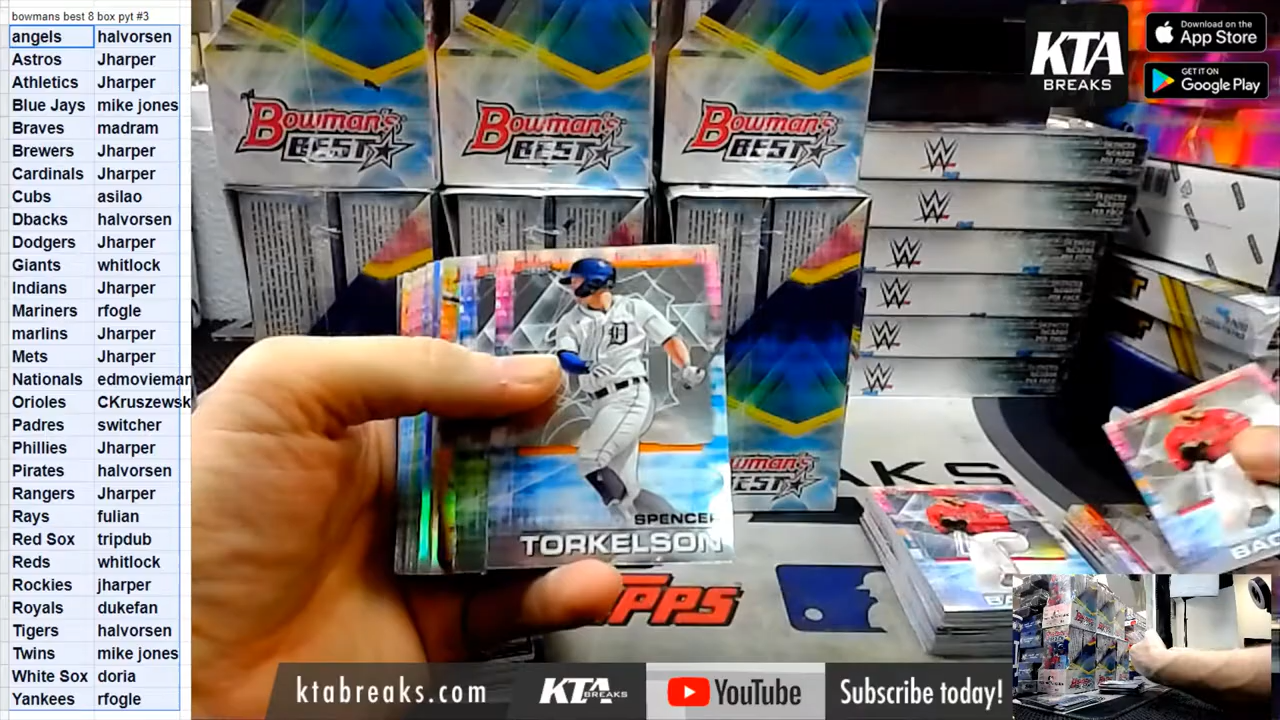 bowmans best 8 box pyt #3
angels halvorsen
Astros Jharper
Athletics Jharper
Blue Jays mike jones
Braves madram
Brewers Jharper
Cardinals Jharper
Cubs asilao
Dbacks halvorsen
Dodgers Jharper
Giants whitlock
Indians Jharper
Mariners rfogle
marlins Jharper
Mets Jharper
Nationals edmovieman
Orioles CKruszewsk
Padres switcher
Phillies Jharper
Pirates halvorsen
Rangers Jharper
Rays fulian
Red Sox tripdub
Reds whitlock
Rockies jharper
Royals dukefan
Tigers halvorsen
Twins mike jones
White Sox doria
Yankees rfogle
KTA
BREAKS
Download on the
App Store
GET IT ON
Google Play
Bowman's
BEST
Bowman's
BEST
Bowman's
BEST
W
W
W
W
W
W
D
SPENCER
TORKELSON
AKS
TOPPS
ktabreaks.com KTA BREAKS YouTube Subscribe today!